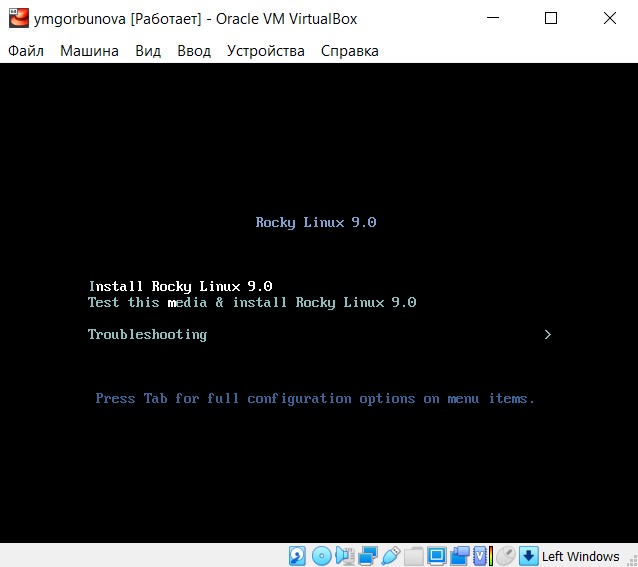 ymgorbunova [Работает] - Oracle VM VirtualBox
Файл Машина Вид Ввод Устройства Справка
Rocky Linux 9.0
Install Rocky Linux 9.0
Test this media & install Rocky Linux 9.0
Troubleshooting >
Press Tab for full configuration options on menu items.
Left Windows